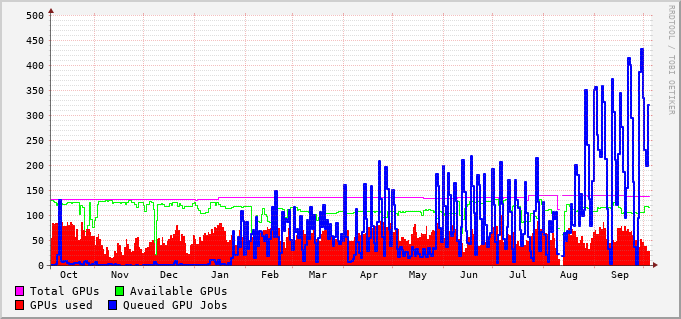 500
450
400
350
300
250
200
150
100
50
0
Oct Nov Dec Jan Feb Mar Apr May Jun Jul Aug Sep
Total GPUs Available GPUs
GPUs used Queued GPU Jobs
RRDTOOL / TOBI OETIKER